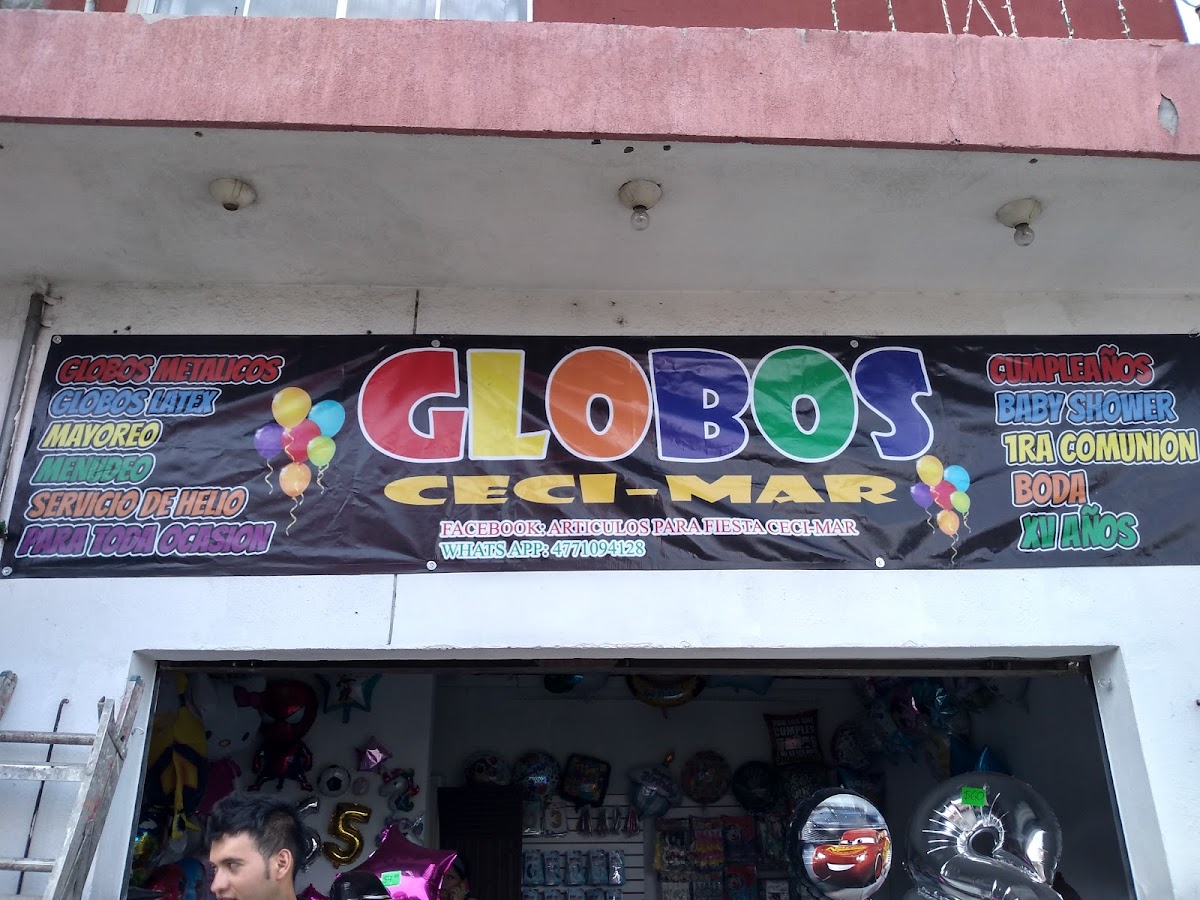 GLOBOS METALICOS
GLOBOS LATEX
MAYOREO
MENUDEO
SERVICIO DE HELIO
PARA TODA OCASION
GLOBOS
CECI-MAR
FACEBOOK: ARTICULOS PARA FIESTA CECI-MAR
WHATS APP: 4771094128
CUMPLEAÑOS
BABY SHOWER
1RA COMUNION
BODA
XV AÑOS
5